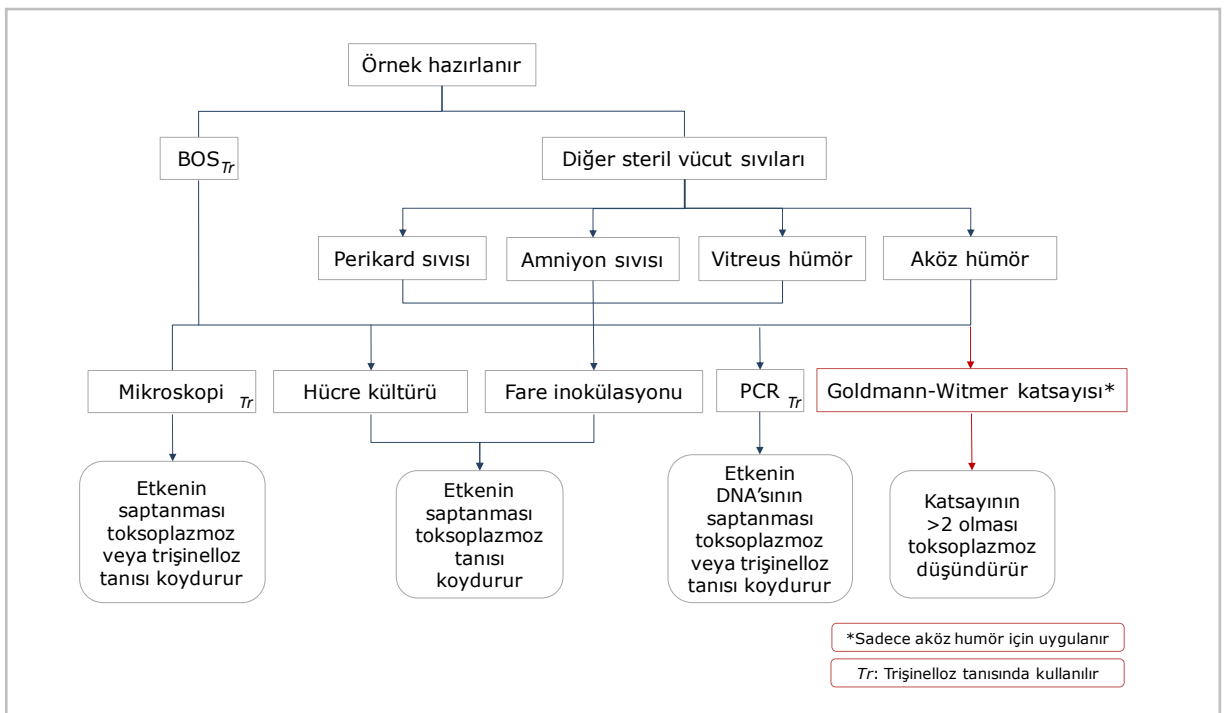 Örnek hazırlanır
BOS Tr
Diğer steril vücut sıvıları
Perikard sıvısı
Amniyon sıvısı
Vitreus hümör
Aköz hümör
Mikroskopi Tr
Hücre kültürü
Fare inokülasyonu
PCR Tr
Goldmann-Witmer katsayısı*
Etkenin
saptanması
toksoplazmoz
veya trişinelloz
tanısı koydurur
Etkenin
saptanması
toksoplazmoz
tanısı
koydurur
Etkenin
DNA’sının
saptanması
toksoplazmoz
veya trişinelloz
tanısı koydurur
Katsayının
>2 olması
toksoplazmoz
düşündürür
*Sadece aköz humör için uygulanır
Tr: Trişinelloz tanısında kullanılır